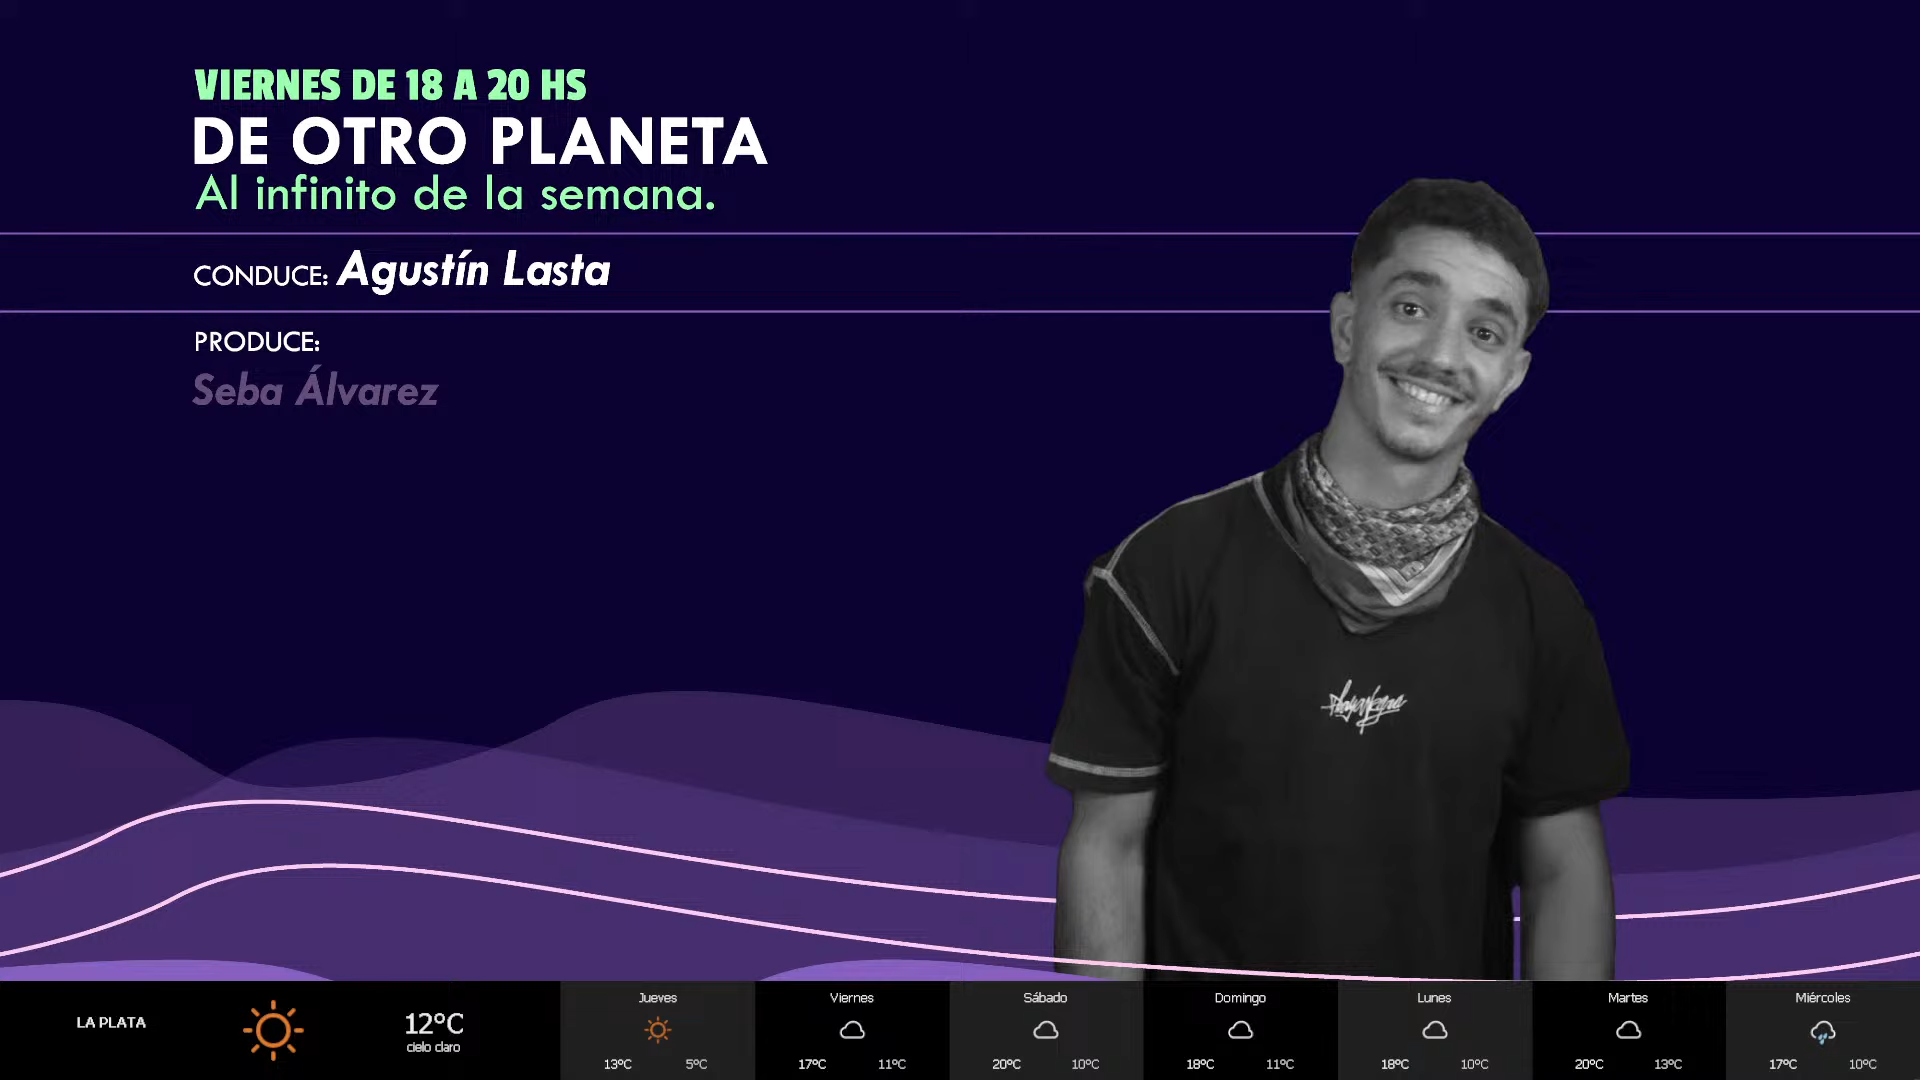 VIERNES DE 18 A 20 HS
DE OTRO PLANETA
Al infinito de la semana.
CONDUCE: Agustín Lasta
PRODUCE:
Seba Álvarez
LA PLATA
12°C
cielo claro
Jueves
13°C 5°C
Viernes
17°C 11°C
Sábado
20°C 10°C
Domingo
18°C 11°C
Lunes
18°C 10°C
Martes
20°C 13°C
Miércoles
17°C 10°C